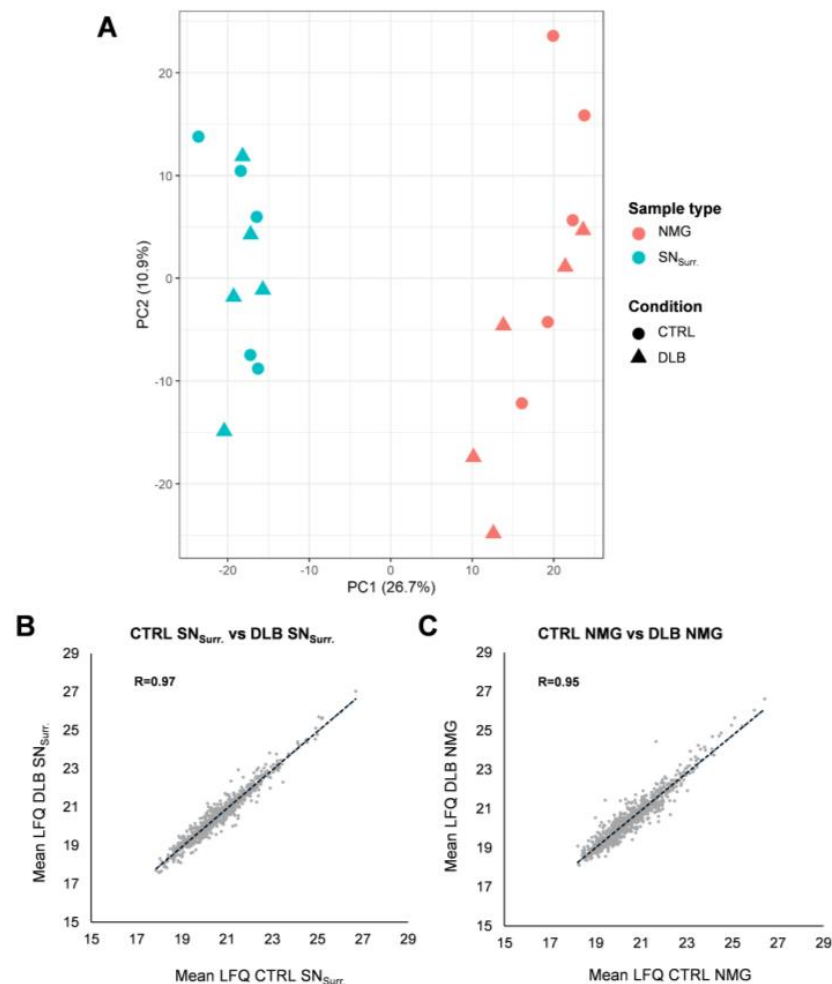 A
20
10
0
-10
-20
PC2 (10.9%)
-20 -10 0 10 20
PC1 (26.7%)
Sample type
NMG
SNSurr.
Condition
CTRL
DLB
B
CTRL SNSurr. vs DLB SNSurr.
29
27
25
23
21
19
17
15
R=0.97
Mean LFQ DLB SNSurr.
15 17 19 21 23 25 27 29
Mean LFQ CTRL SNSurr.
C
CTRL NMG vs DLB NMG
29
27
25
23
21
19
17
15
R=0.95
Mean LFQ DLB NMG
15 17 19 21 23 25 27 29
Mean LFQ CTRL NMG